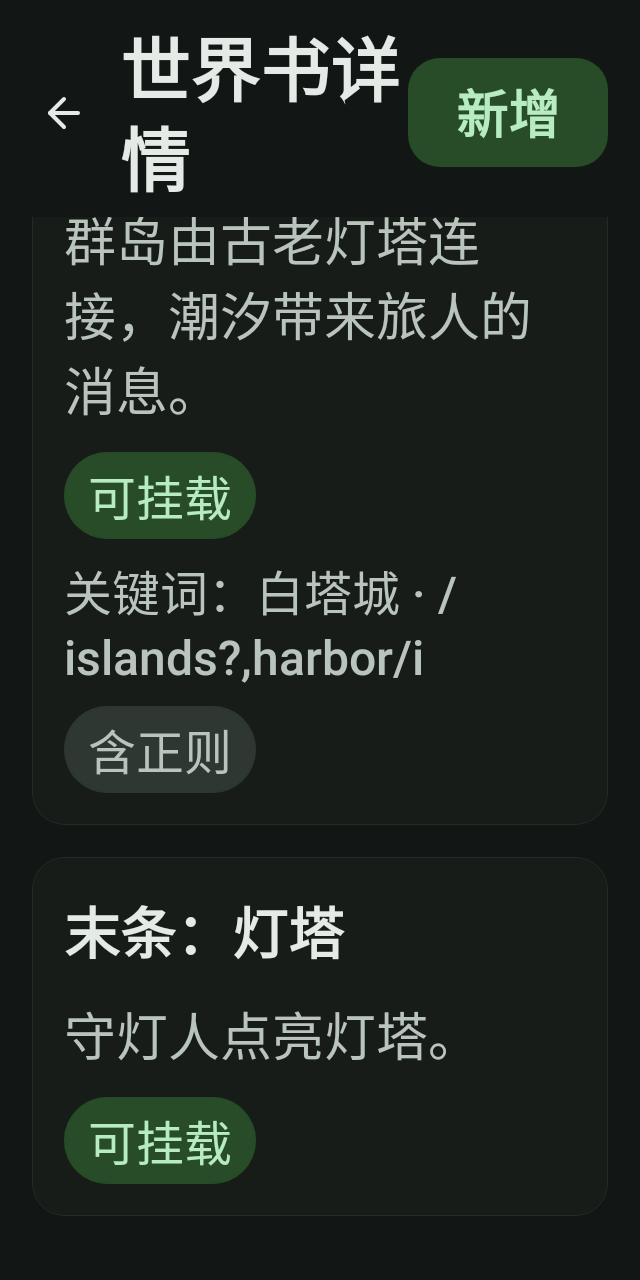 世界书详
情
新增
群岛由古老灯塔连
接，潮汐带来旅人的
消息。
可挂载
关键词：白塔城 · /
islands?,harbor/i
含正则
末条：灯塔
守灯人点亮灯塔。
可挂载